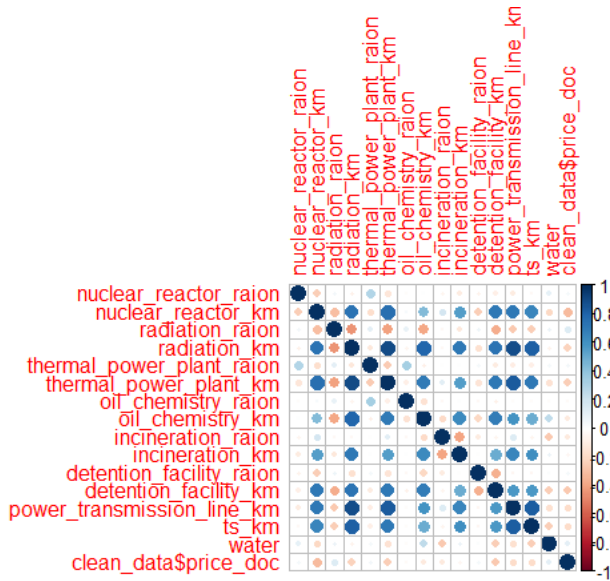 nuclear_reactor_raion
nuclear_reactor_km
radiation_raion
radiation_km
thermal_power_plant_raion
thermal_power_plant_km
oil_chemistry_raion
oil_chemistry_km
incineration_raion
incineration_km
detention_facility_raion
detention_facility_km
power_transmission_line_kn
ts_km
water
clean_data$price_doc
nuclear_reactor_raion
nuclear_reactor_km
radiation_raion
radiation_km
thermal_power_plant_raion
thermal_power_plant_km
oil_chemistry_raion
oil_chemistry_km
incineration_raion
incineration_km
detention_facility_raion
detention_facility_km
power_transmission_line_km
ts_km
water
clean_data$price_doc
1
0.8
0.6
0.4
0.2
0
-1